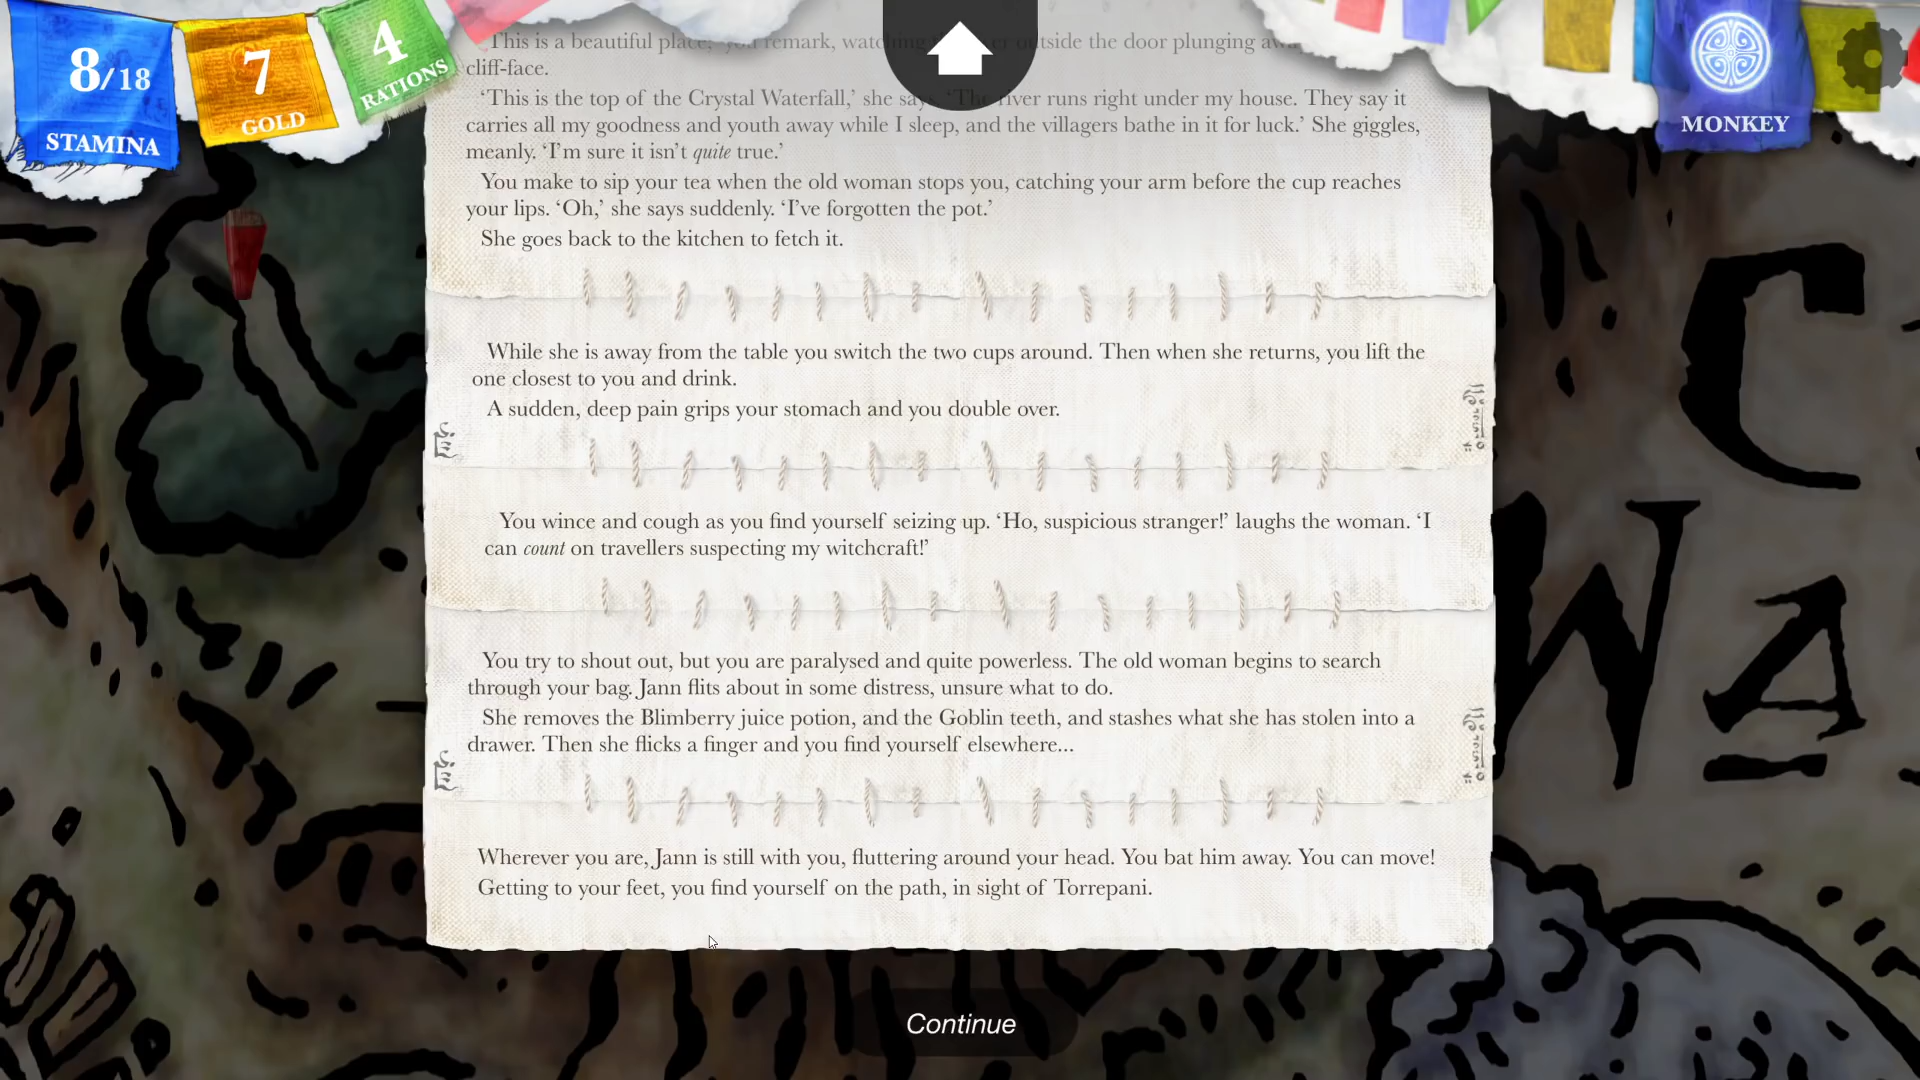 8/18
STAMINA
7
GOLD
4
RATIONS
MONKEY
'This is a beautiful place,' you remark, watching outside the door plunging
cliff-face.
'This is the top of the Crystal Waterfall,' she says. 'The river runs right under my house. They say it
carries all my goodness and youth away while I sleep, and the villagers bathe in it for luck.' She giggles,
meanly. 'I'm sure it isn't quite true.'
You make to sip your tea when the old woman stops you, catching your arm before the cup reaches
your lips. 'Oh,' she says suddenly. 'I've forgotten the pot.'
She goes back to the kitchen to fetch it.
While she is away from the table you switch the two cups around. Then when she returns, you lift the
one closest to you and drink.
A sudden, deep pain grips your stomach and you double over.
You wince and cough as you find yourself seizing up. 'Ho, suspicious stranger!' laughs the woman. 'I
can count on travellers suspecting my witchcraft!'
You try to shout out, but you are paralysed and quite powerless. The old woman begins to search
through your bag. Jann flits about in some distress, unsure what to do.
She removes the Blimberry juice potion, and the Goblin teeth, and stashes what she has stolen into a
drawer. Then she flicks a finger and you find yourself elsewhere...
Wherever you are, Jann is still with you, fluttering around your head. You bat him away. You can move!
Getting to your feet, you find yourself on the path, in sight of Torrepani.
Continue
C
Wa